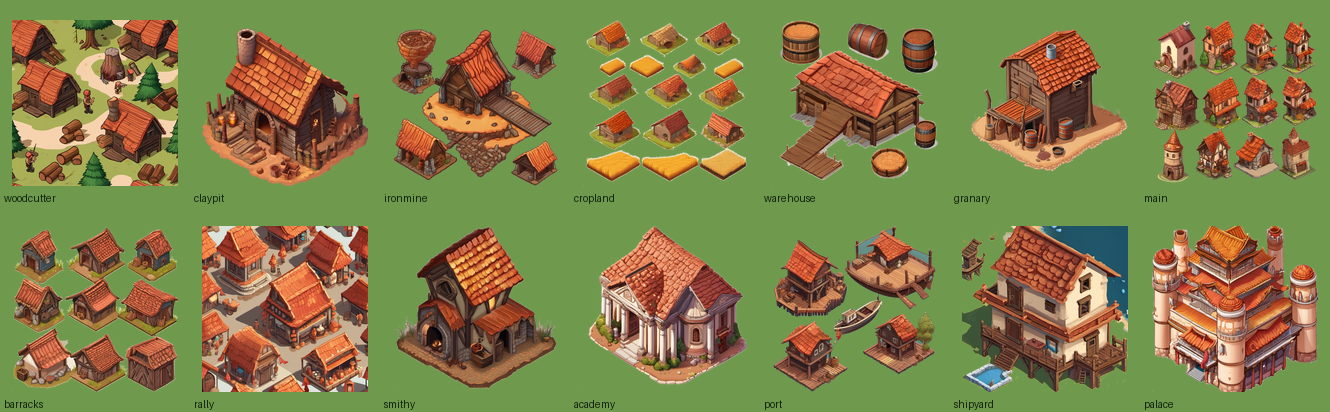 woodcutter
claypit
ironmine
cropland
warehouse
granary
main
barracks
rally
smithy
academy
port
shipyard
palace